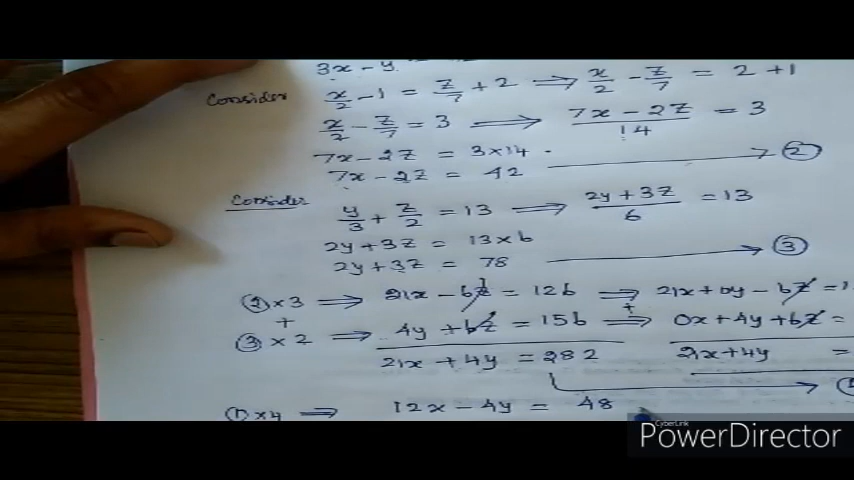 3x - y
Consider x/2 - 1 = z/7 + 2 ⟹ x/2 - z/7 = 2 + 1
x/2 - z/7 = 3 ⟹ (7x - 2z)/14 = 3
7x - 2z = 3 × 14
7x - 2z = 42 → ②
Consider y/3 + z/2 = 13 ⟹ (2y + 3z)/6 = 13
2y + 3z = 13 × 6
2y + 3z = 78 → ③
② × 3 ⟹ 21x - 6z = 126 ⟹ 21x + 0y - 6z =
+ +
③ × 2 ⟹ 4y + 6z = 156 ⟹ 0x + 4y + 6z =
21x + 4y = 282 21x + 4y =
① × 4 ⟹ 12x - 4y = 48
CyberLink
PowerDirector